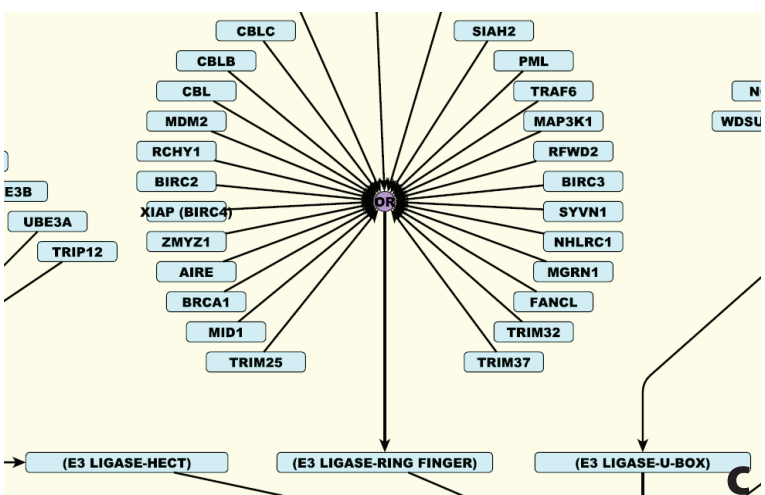 CBLC
SIAH2
CBLB
PML
CBL
TRAF6
MDM2
MAP3K1
RCHY1
RFWD2
BIRC2
BIRC3
E3B
XIAP (BIRC4)
OR
SYVN1
UBE3A
ZMYZ1
NHLRC1
TRIP12
AIRE
MGRN1
BRCA1
FANCL
MID1
TRIM32
TRIM25
TRIM37
WDSU
(E3 LIGASE-HECT)
(E3 LIGASE-RING FINGER)
(E3 LIGASE-U-BOX)
C